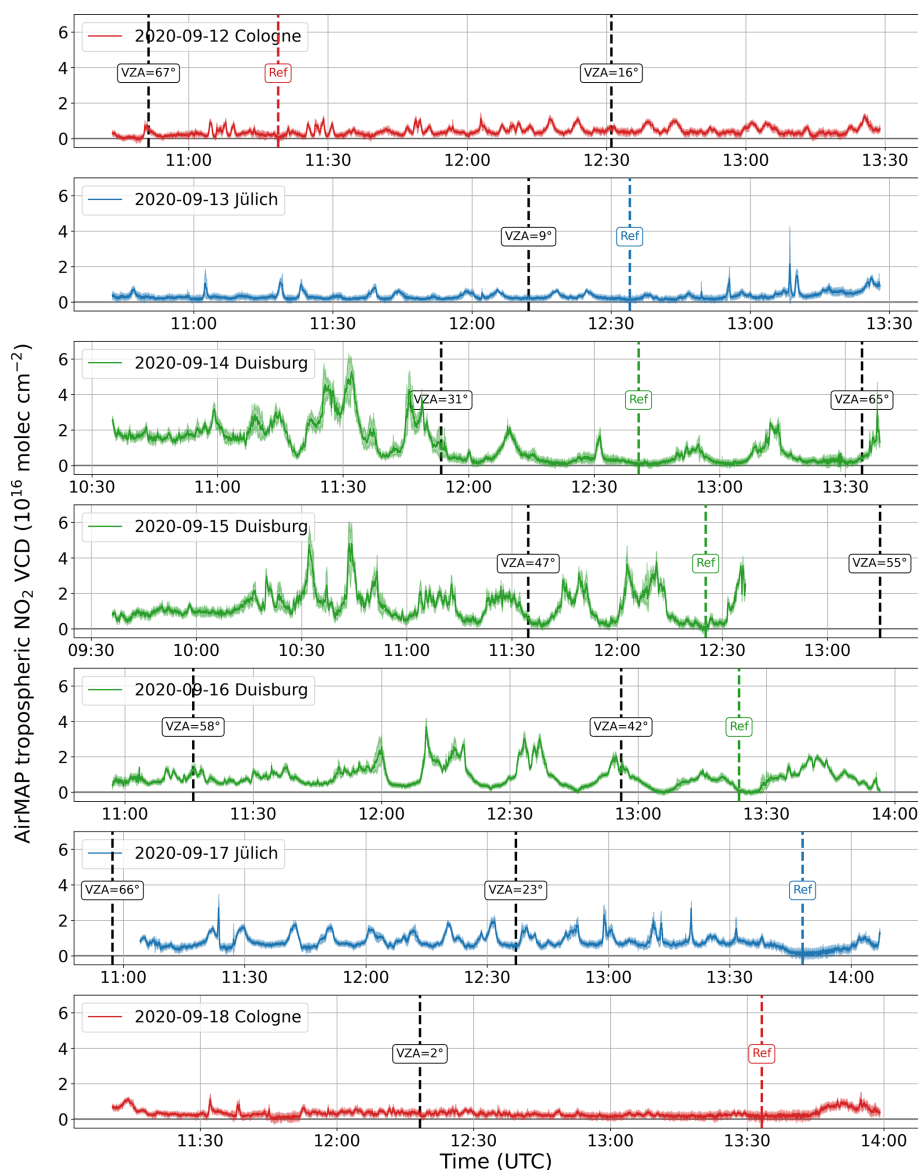 AirMAP tropospheric NO₂ VCD (10¹⁶ molec cm⁻²)
2020-09-12 Cologne
VZA=67° Ref VZA=16°
6
4
2
0
11:00 11:30 12:00 12:30 13:00 13:30
2020-09-13 Jülich
VZA=9° Ref
6
4
2
0
11:00 11:30 12:00 12:30 13:00 13:30
2020-09-14 Duisburg
VZA=31° Ref VZA=65°
6
4
2
0
10:30 11:00 11:30 12:00 12:30 13:00 13:30
2020-09-15 Duisburg
VZA=47° Ref VZA=55°
6
4
2
0
09:30 10:00 10:30 11:00 11:30 12:00 12:30 13:00
2020-09-16 Duisburg
VZA=58° VZA=42° Ref
6
4
2
0
11:00 11:30 12:00 12:30 13:00 13:30 14:00
2020-09-17 Jülich
VZA=66° VZA=23° Ref
6
4
2
0
11:00 11:30 12:00 12:30 13:00 13:30 14:00
2020-09-18 Cologne
VZA=2° Ref
6
4
2
0
11:30 12:00 12:30 13:00 13:30 14:00
Time (UTC)